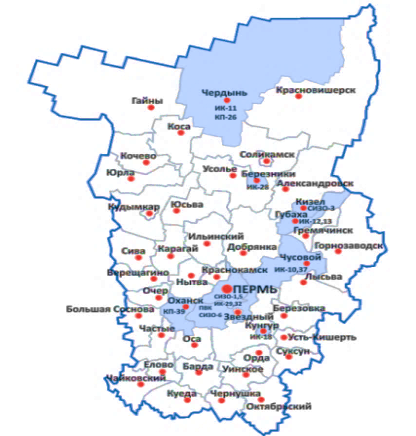 Чердынь
ИК-11
КП-26
Красновишерск
Гайны
Коса
Кочево
Юрла
Соликамск
Усолье
Березники
ИК-28
Александровск
Кудымкар
Юсьва
Кизел
СИЗО-3
Губаха
ИК-12,13
Гремячинск
Ильинский
Сива
Карагай
Добрянка
Горнозаводск
Чусовой
ИК-10,37
Верещагино
Краснокамск
Нытва
Лысьва
Очер
ПЕРМЬ
СИЗО-1,5
ИК-29,32
Большая Соснова
Оханск
КП-39
ПФК
СИЗО-6
Звездный
Березовка
Частые
Кунгур
ИК-18
Усть-Кишерть
Оса
Суксун
Орда
Елово
Барда
Уинское
Чайковский
Куеда
Чернушка
Октябрьский